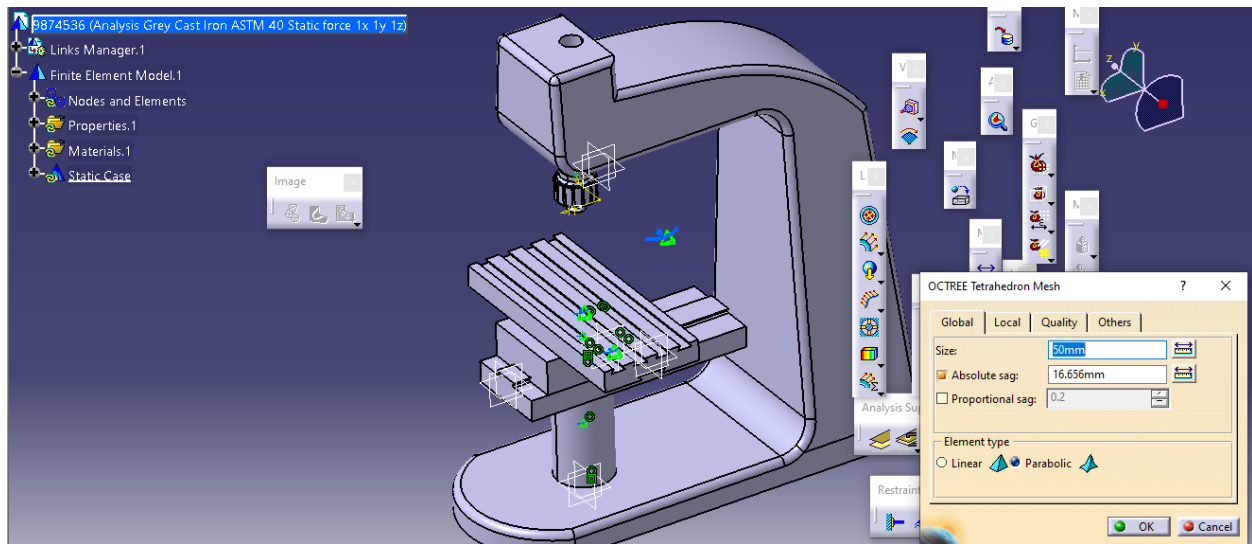 9874536 (Analysis Grey Cast Iron ASTM 40 Static force 1x 1y 1z)
Links Manager.1
Finite Element Model.1
Nodes and Elements
Properties.1
Materials.1
Static Case
Image
M
V
A
G
L
M
N
M
y
z
OCTREE Tetrahedron Mesh
?
Global
Local
Quality
Others
Size:
50mm
Absolute sag:
16.656mm
Proportional sag:
0.2
Element type
Linear
Parabolic
OK
Cancel
Analysis Su
Restraint